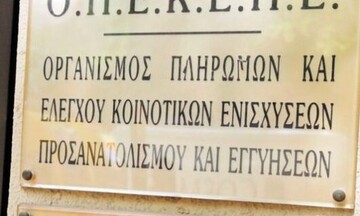 Ο.Π.Ε.Κ.Ε.Π.Ε.
ΟΡΓΑΝΙΣΜΟΣ ΠΛΗΡΩΜΩΝ ΚΑΙ
ΕΛΕΓΧΟΥ ΚΟΙΝΟΤΙΚΩΝ ΕΝΙΣΧΥΣΕΩΝ
ΠΡΟΣΑΝΑΤΟΛΙΣΜΟΥ ΚΑΙ ΕΓΓΥΗΣΕΩΝ